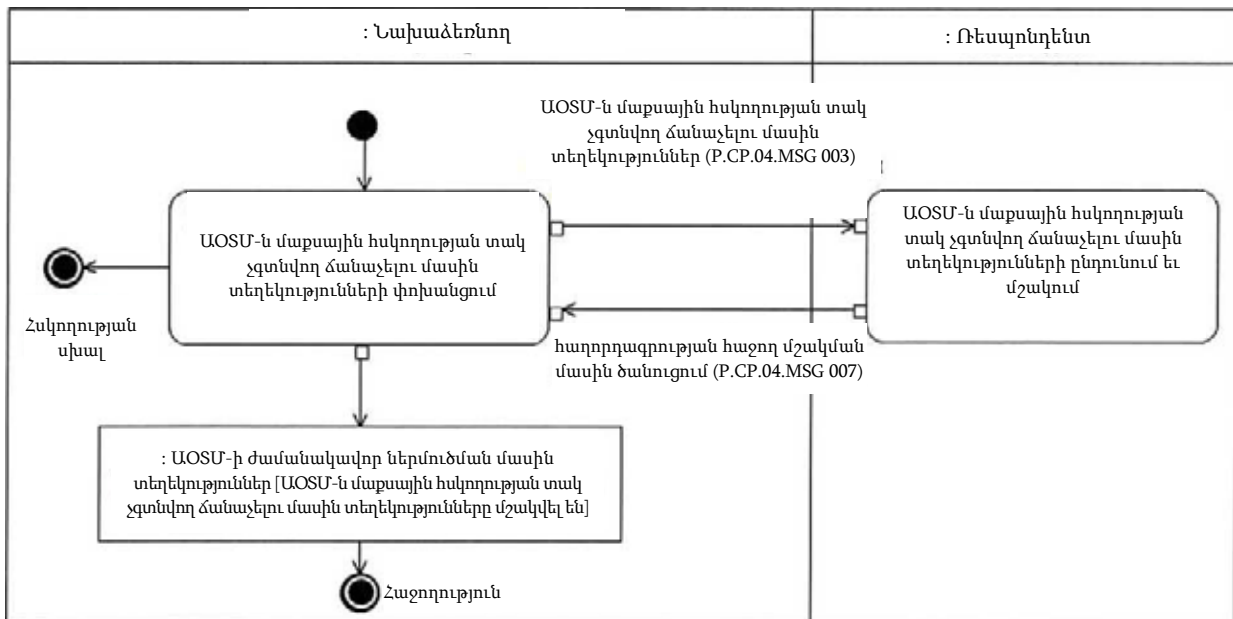 : Նախաձեռնող
: Ռեսպոնդենտ
ԱՕՏՄ-ն մաքսային հսկողության տակ
չգտնվող ճանաչելու մասին
տեղեկություններ (P.CP.04.MSG 003)
ԱՕՏՄ-ն մաքսային հսկողության տակ
չգտնվող ճանաչելու մասին
տեղեկությունների փոխանցում
ԱՕՏՄ-ն մաքսային հսկողության
տակ չգտնվող ճանաչելու մասին
տեղեկությունների ընդունում եւ
մշակում
Հսկողության
սխալ
հաղորդագրության հաջող մշակման
մասին ծանուցում (P.CP.04.MSG 007)
: ԱՕՏՄ-ի ժամանակավոր ներմուծման մասին
տեղեկություններ [ԱՕՏՄ-ն մաքսային հսկողության տակ
չգտնվող ճանաչելու մասին տեղեկությունները մշակվել են]
Հաջողություն